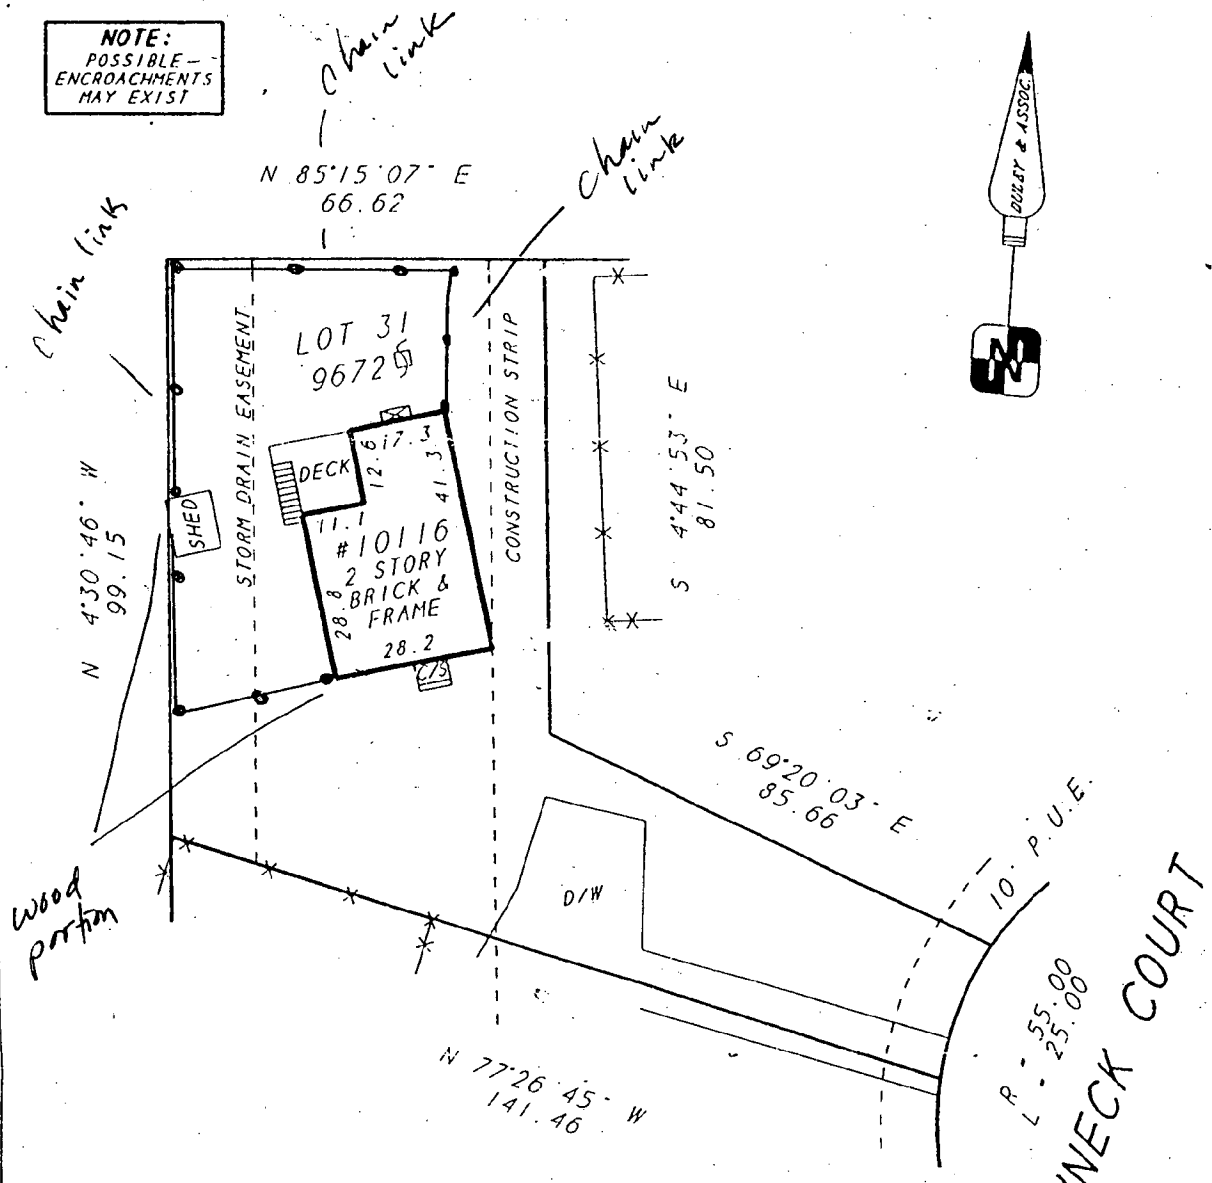 NOTE:
POSSIBLE
ENCROACHMENTS
MAY EXIST
chain
link
chain
link
N 85°15'07" E
66.62
chain link
DULEY & ASSOC.
LOT 31
9672
STORM DRAIN EASEMENT
CONSTRUCTION STRIP
S 4°44'53" E
81.50
N 4°30'46" W
99.15
SHED
DECK
17.3
12.6
41.3
11.1
#10116
2 STORY
BRICK &
FRAME
28.8
28.2
C/S
S 69°20'03" E
85.66
10' P.U.E.
D/W
wood
portion
N 77°26'45" W
141.46
R = 55.00
L = 25.00
NECK COURT